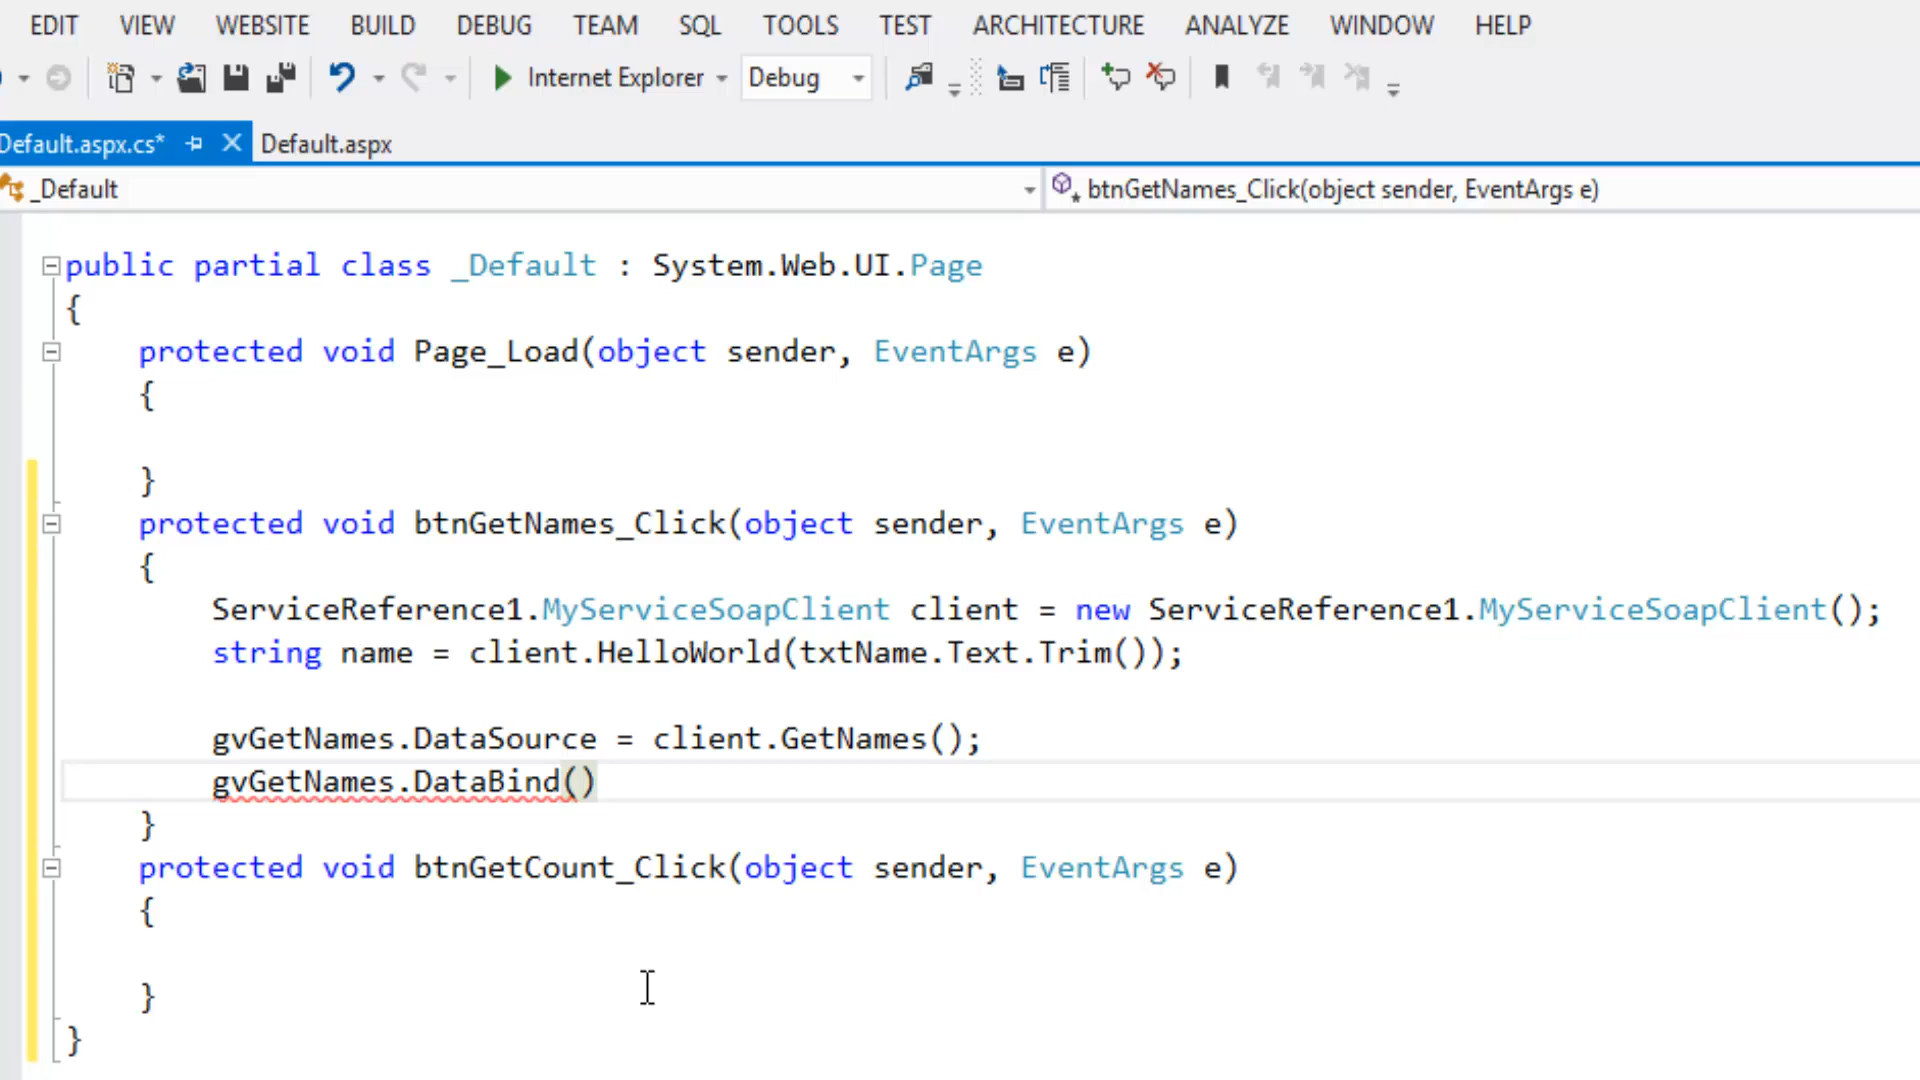 EDIT VIEW WEBSITE BUILD DEBUG TEAM SQL TOOLS TEST ARCHITECTURE ANALYZE WINDOW HELP
Internet Explorer Debug
Default.aspx.cs* Default.aspx
_Default btnGetNames_Click(object sender, EventArgs e)
public partial class _Default : System.Web.UI.Page
{
protected void Page_Load(object sender, EventArgs e)
{
}
protected void btnGetNames_Click(object sender, EventArgs e)
{
ServiceReference1.MyServiceSoapClient client = new ServiceReference1.MyServiceSoapClient();
string name = client.HelloWorld(txtName.Text.Trim());
gvGetNames.DataSource = client.GetNames();
gvGetNames.DataBind()
}
protected void btnGetCount_Click(object sender, EventArgs e)
{
}
}